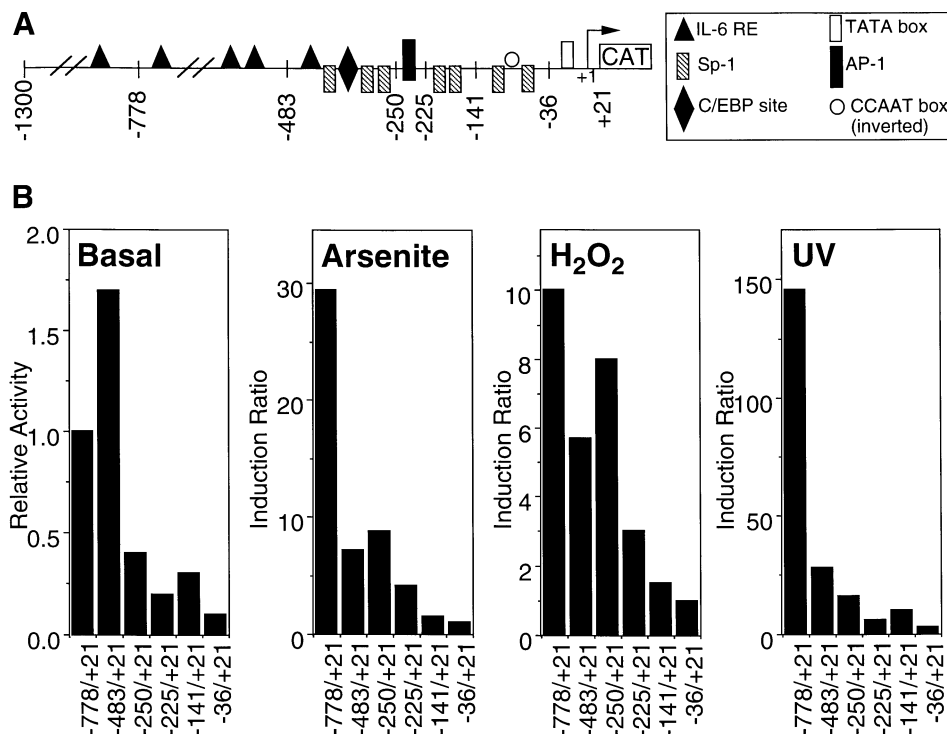 A
IL-6 RE
TATA box
Sp-1
AP-1
C/EBP site
CCAAT box
(inverted)
CAT
+1
-1300
-778
-483
-250
-225
-141
-36
+21
B
Basal
Relative Activity
2.0
1.5
1.0
0.5
0.0
-778/+21
-483/+21
-250/+21
-225/+21
-141/+21
-36/+21
Arsenite
Induction Ratio
30
20
10
0
-778/+21
-483/+21
-250/+21
-225/+21
-141/+21
-36/+21
H₂O₂
Induction Ratio
10
8
6
4
2
0
-778/+21
-483/+21
-250/+21
-225/+21
-141/+21
-36/+21
UV
Induction Ratio
150
100
50
0
-778/+21
-483/+21
-250/+21
-225/+21
-141/+21
-36/+21